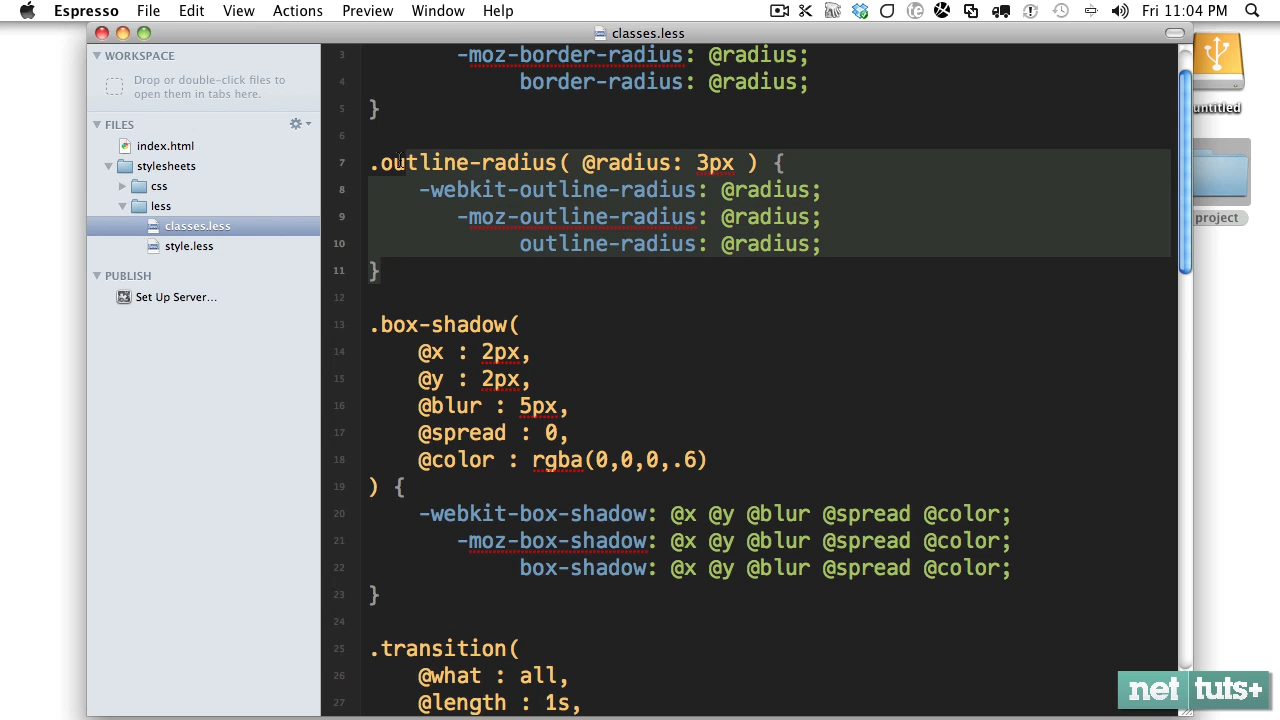 Espresso File Edit View Actions Preview Window Help Fri 11:04 PM
classes.less
WORKSPACE
Drop or double-click files to
open them in tabs here.
FILES
index.html
stylesheets
css
less
classes.less
style.less
PUBLISH
Set Up Server...
3 -moz-border-radius: @radius;
4 border-radius: @radius;
5 }
6
7 .outline-radius( @radius: 3px ) {
8 -webkit-outline-radius: @radius;
9 -moz-outline-radius: @radius;
10 outline-radius: @radius;
11 }
12
13 .box-shadow(
14 @x : 2px,
15 @y : 2px,
16 @blur : 5px,
17 @spread : 0,
18 @color : rgba(0,0,0,.6)
19 ) {
20 -webkit-box-shadow: @x @y @blur @spread @color;
21 -moz-box-shadow: @x @y @blur @spread @color;
22 box-shadow: @x @y @blur @spread @color;
23 }
24
25 .transition(
26 @what : all,
27 @length : 1s,
untitled
project
net tuts+